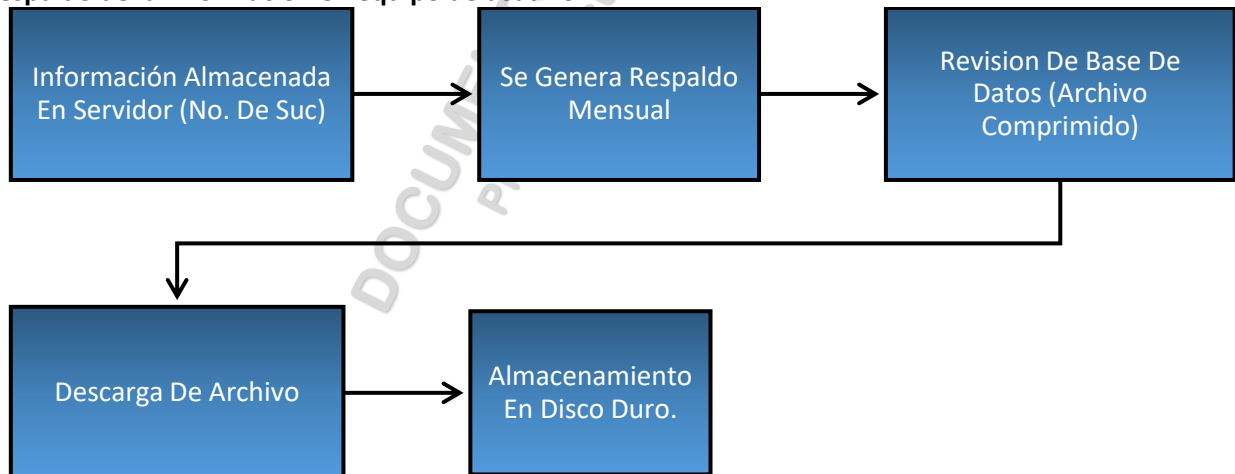 Información Almacenada
En Servidor (No. De Suc)
Se Genera Respaldo
Mensual
Revision De Base De
Datos (Archivo
Comprimido)
Descarga De Archivo
Almacenamiento
En Disco Duro.